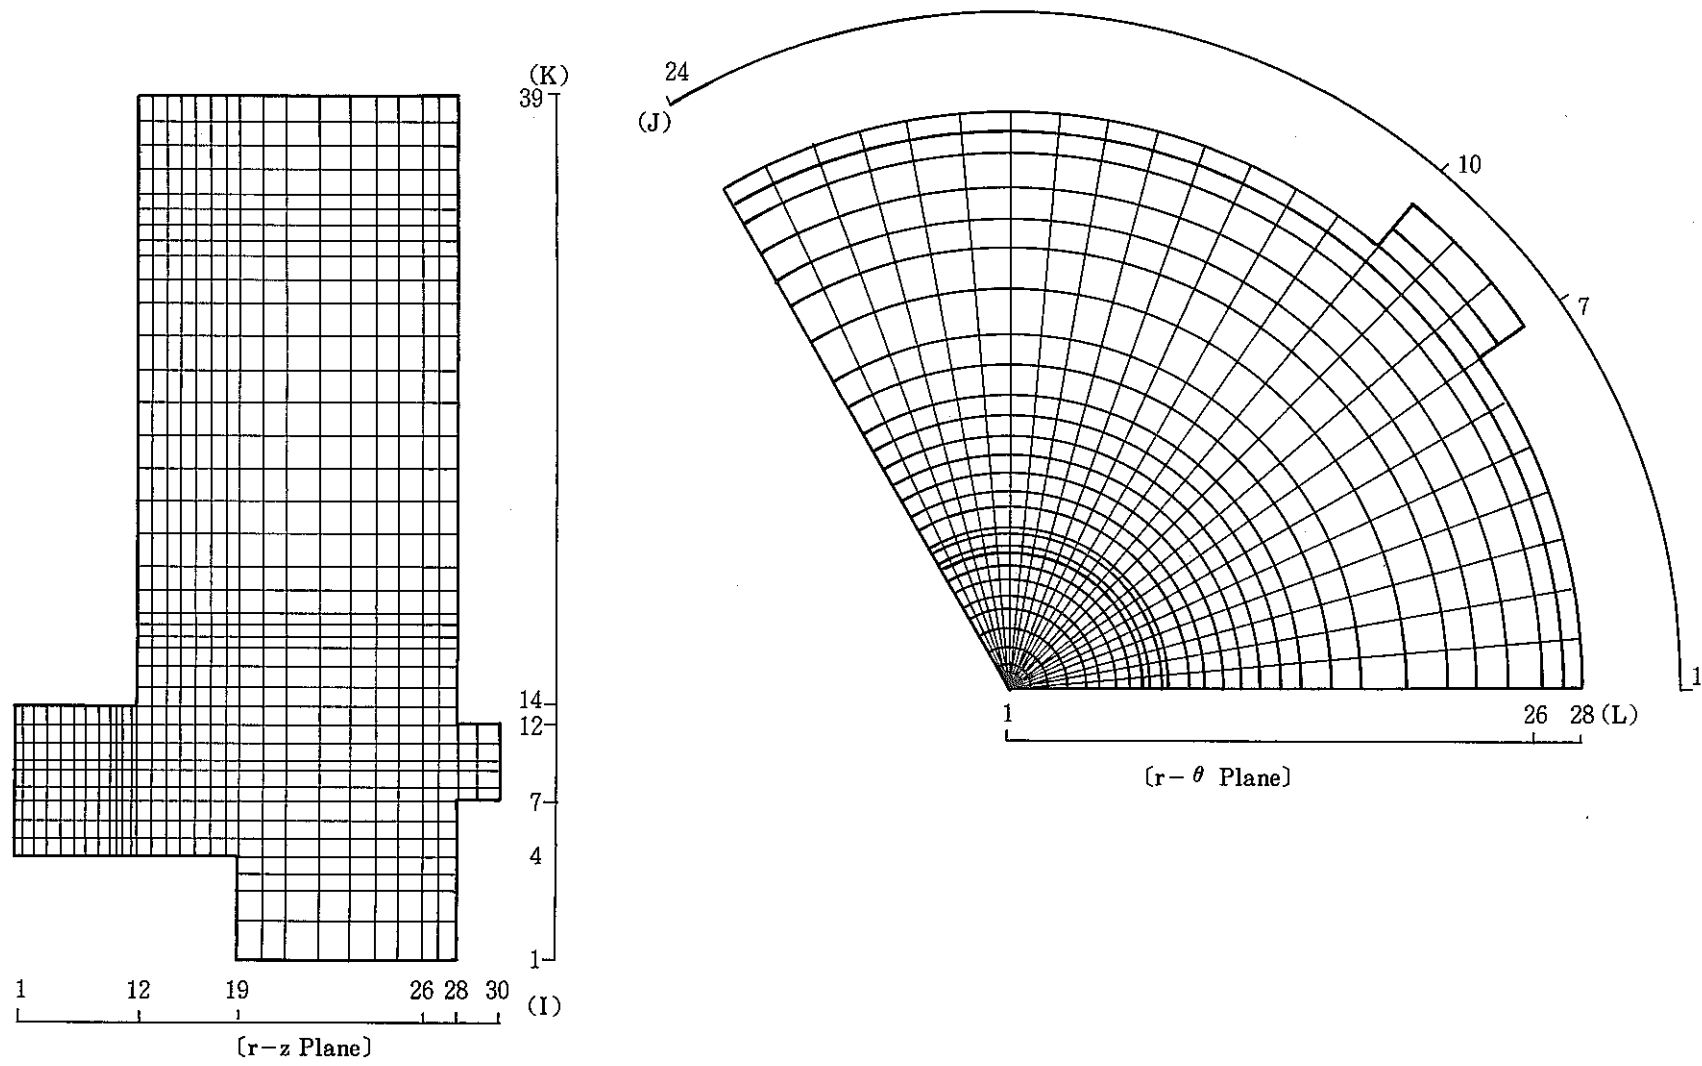 (K)
39
14
12
7
4
1
1 12 19 26 28 30 (I)
〔r-z Plane〕
24
(J)
10
7
1
1 26 28 (L)
〔r-θ Plane〕